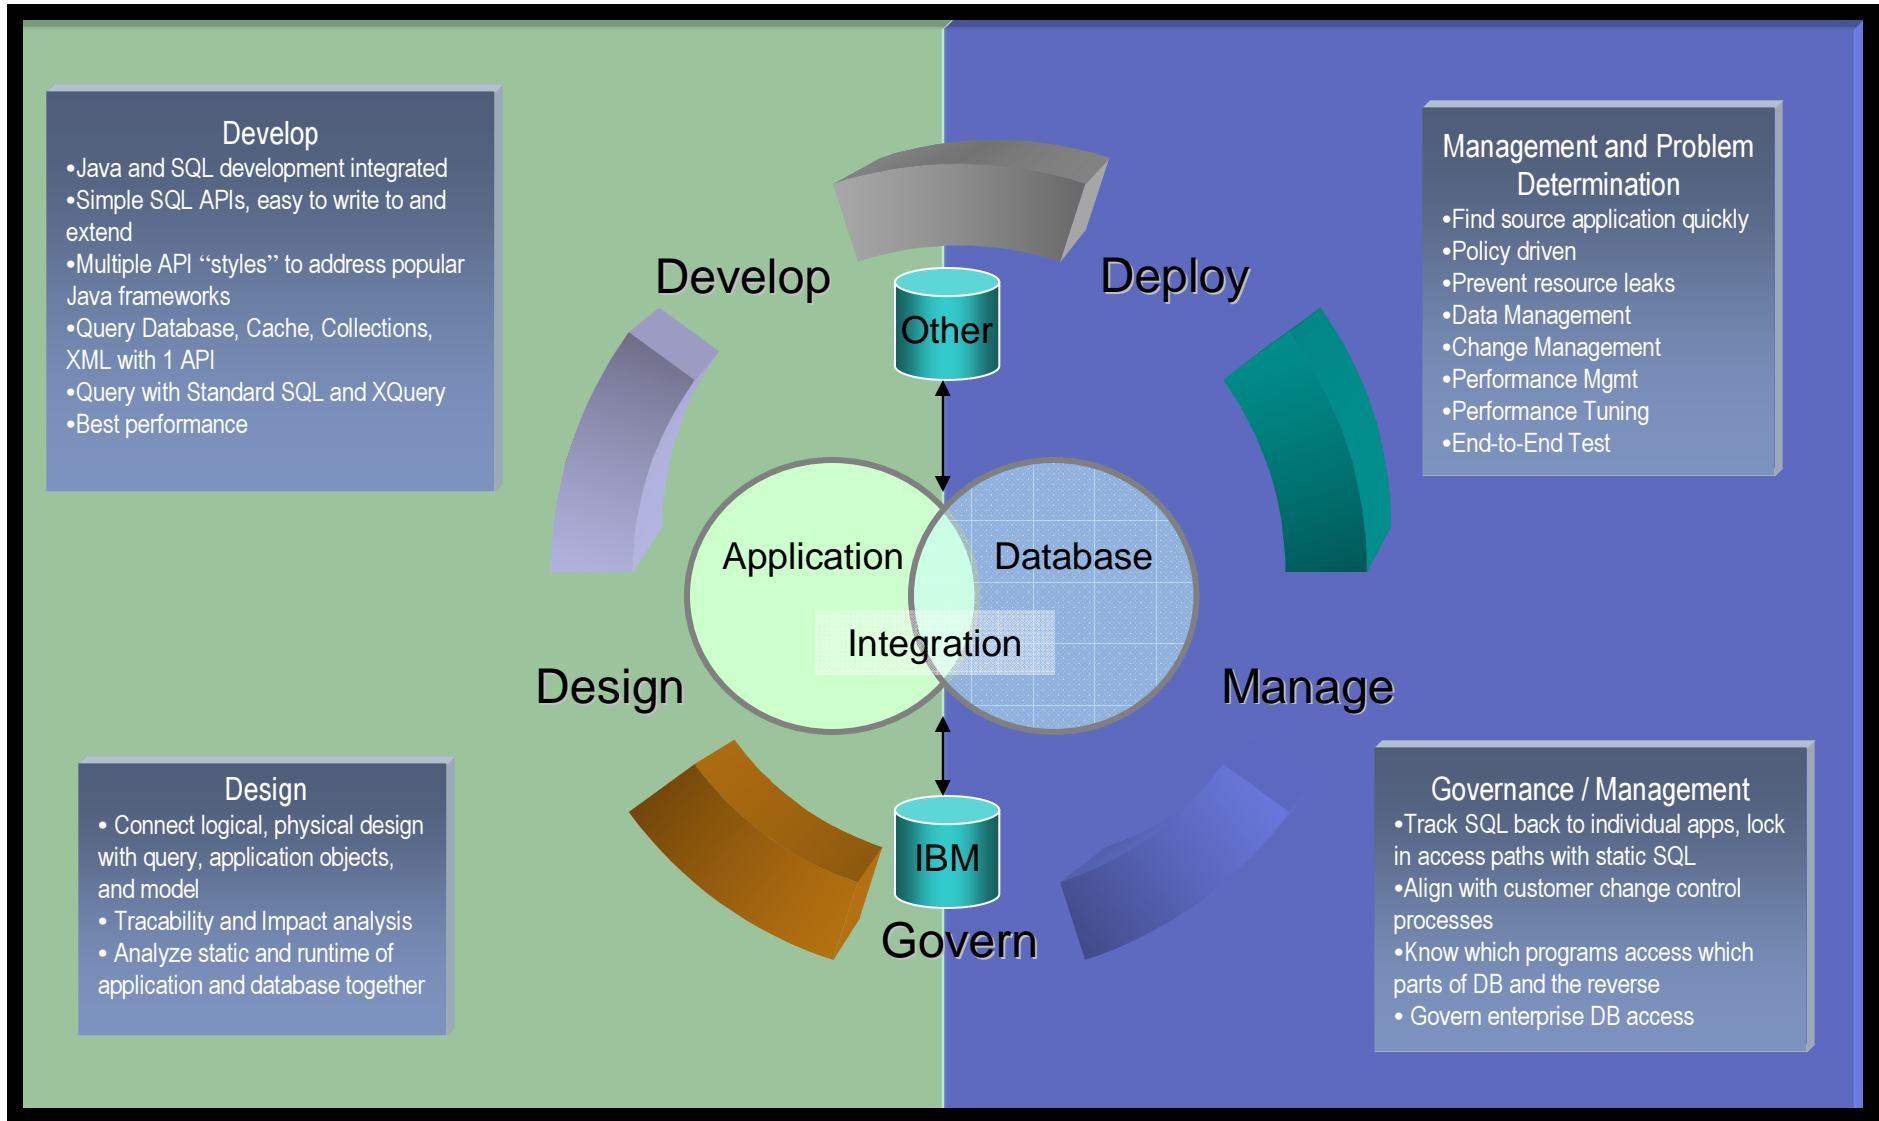 Develop
•Java and SQL development integrated
•Simple SQL APIs, easy to write to and
extend
•Multiple API “styles” to address popular
Java frameworks
•Query Database, Cache, Collections,
XML with 1 API
•Query with Standard SQL and XQuery
•Best performance
Management and Problem
Determination
•Find source application quickly
•Policy driven
•Prevent resource leaks
•Data Management
•Change Management
•Performance Mgmt
•Performance Tuning
•End-to-End Test
Develop
Deploy
Other
Application
Database
Integration
Design
Manage
IBM
Govern
Design
• Connect logical, physical design
with query, application objects,
and model
• Tracability and Impact analysis
• Analyze static and runtime of
application and database together
Governance / Management
•Track SQL back to individual apps, lock
in access paths with static SQL
•Align with customer change control
processes
•Know which programs access which
parts of DB and the reverse
• Govern enterprise DB access